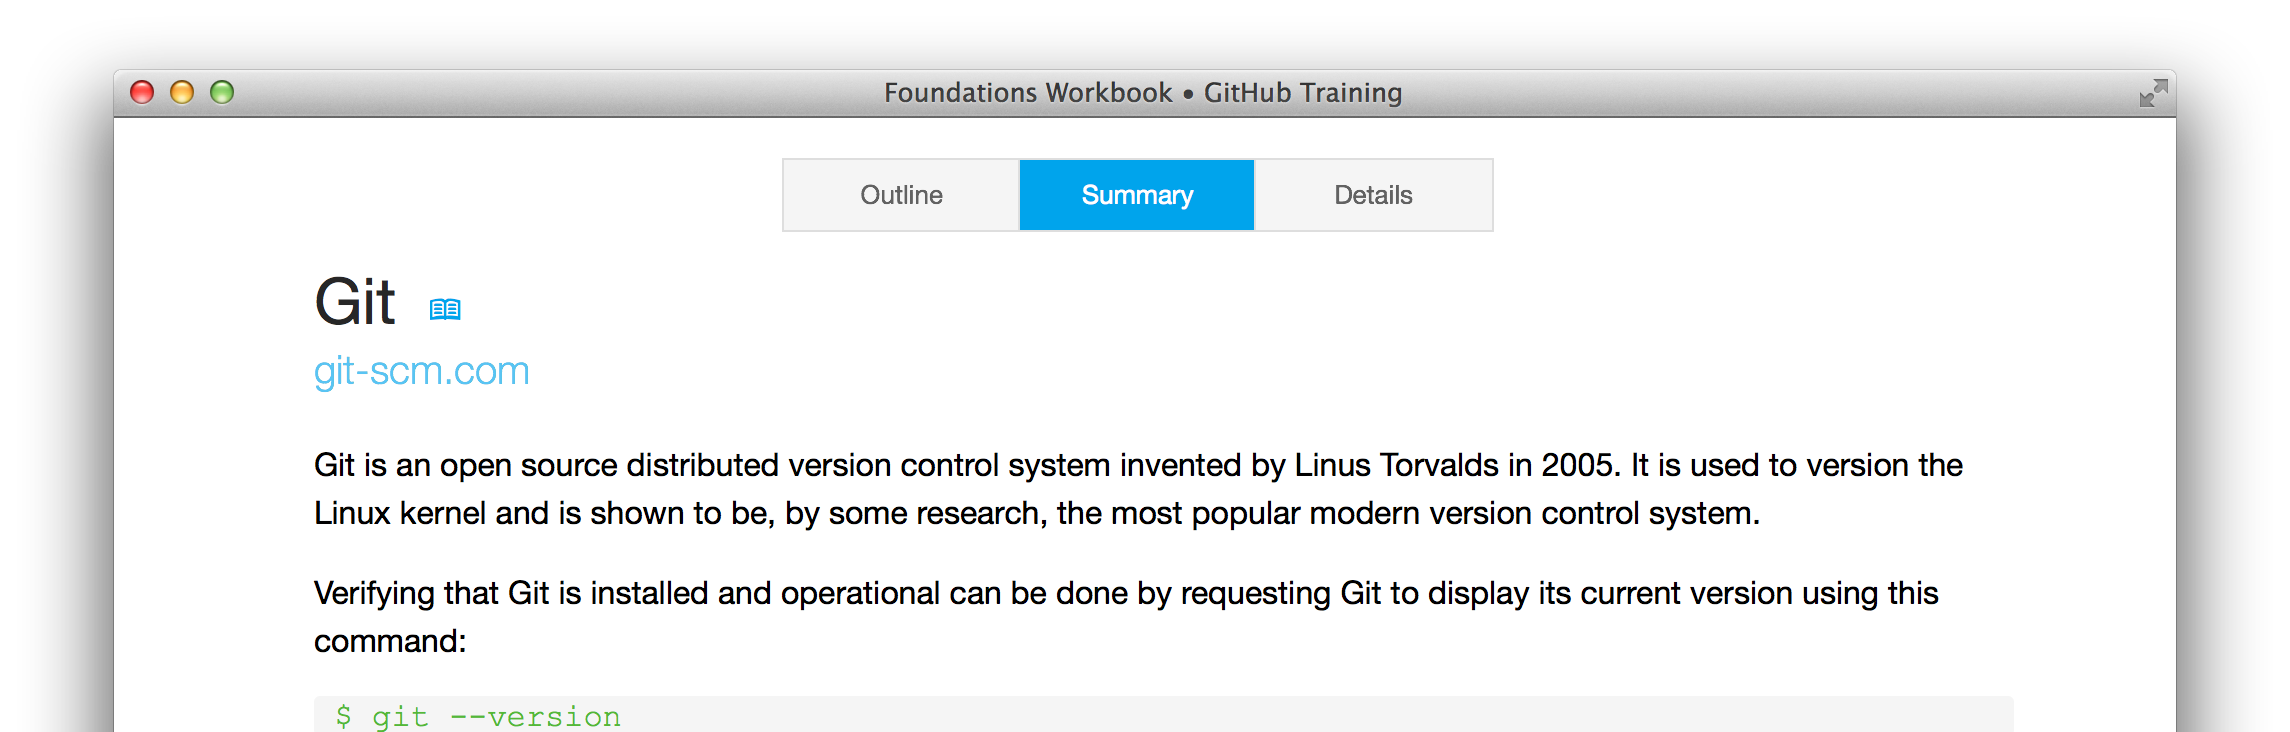 Foundations Workbook • GitHub Training
Outline Summary Details
Git
git-scm.com
Git is an open source distributed version control system invented by Linus Torvalds in 2005. It is used to version the
Linux kernel and is shown to be, by some research, the most popular modern version control system.
Verifying that Git is installed and operational can be done by requesting Git to display its current version using this
command:
$ git --version